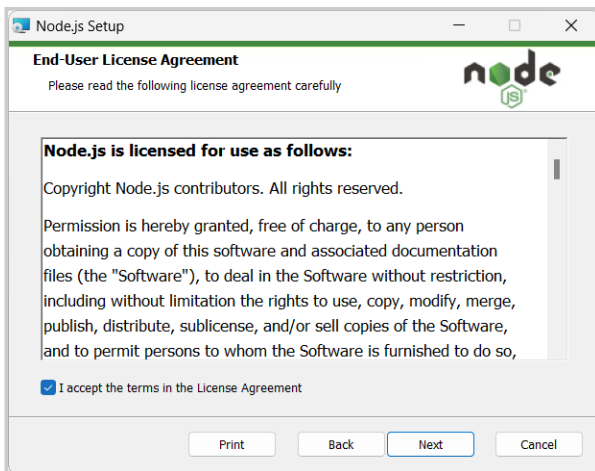 Node.js Setup
End-User License Agreement
Please read the following license agreement carefully
node
JS
Node.js is licensed for use as follows:
Copyright Node.js contributors. All rights reserved.
Permission is hereby granted, free of charge, to any person
obtaining a copy of this software and associated documentation
files (the "Software"), to deal in the Software without restriction,
including without limitation the rights to use, copy, modify, merge,
publish, distribute, sublicense, and/or sell copies of the Software,
and to permit persons to whom the Software is furnished to do so,
I accept the terms in the License Agreement
Print Back Next Cancel